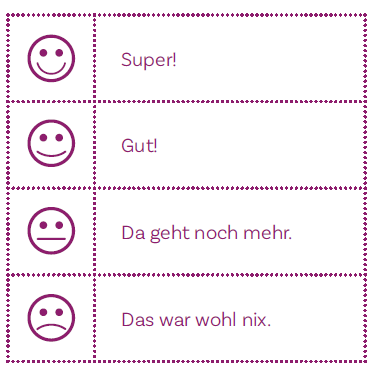 Super!
Gut!
Da geht noch mehr.
Das war wohl nix.